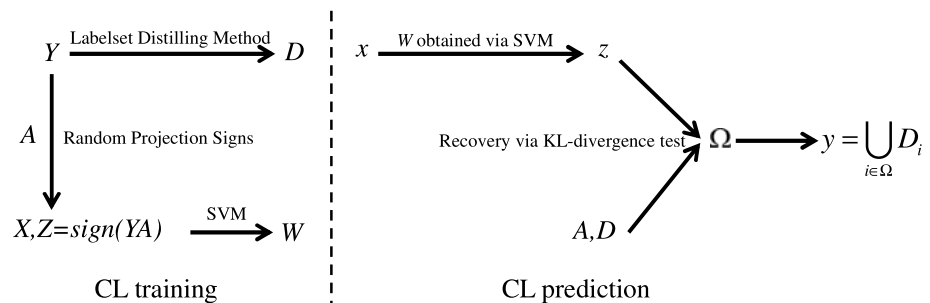 Labelset Distilling Method
Y
D
A
Random Projection Signs
X,Z=sign(YA)
SVM
W
CL training
x
W obtained via SVM
z
Recovery via KL-divergence test
Ω
y = ⋃ D_i
i∈Ω
A,D
CL prediction